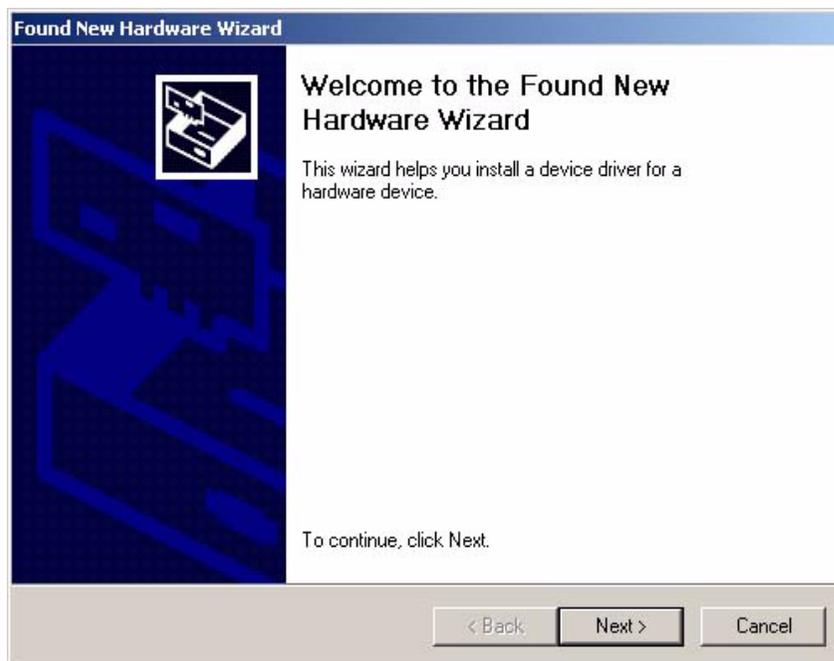 Found New Hardware Wizard
Welcome to the Found New
Hardware Wizard
This wizard helps you install a device driver for a
hardware device.
To continue, click Next.
< Back
Next >
Cancel